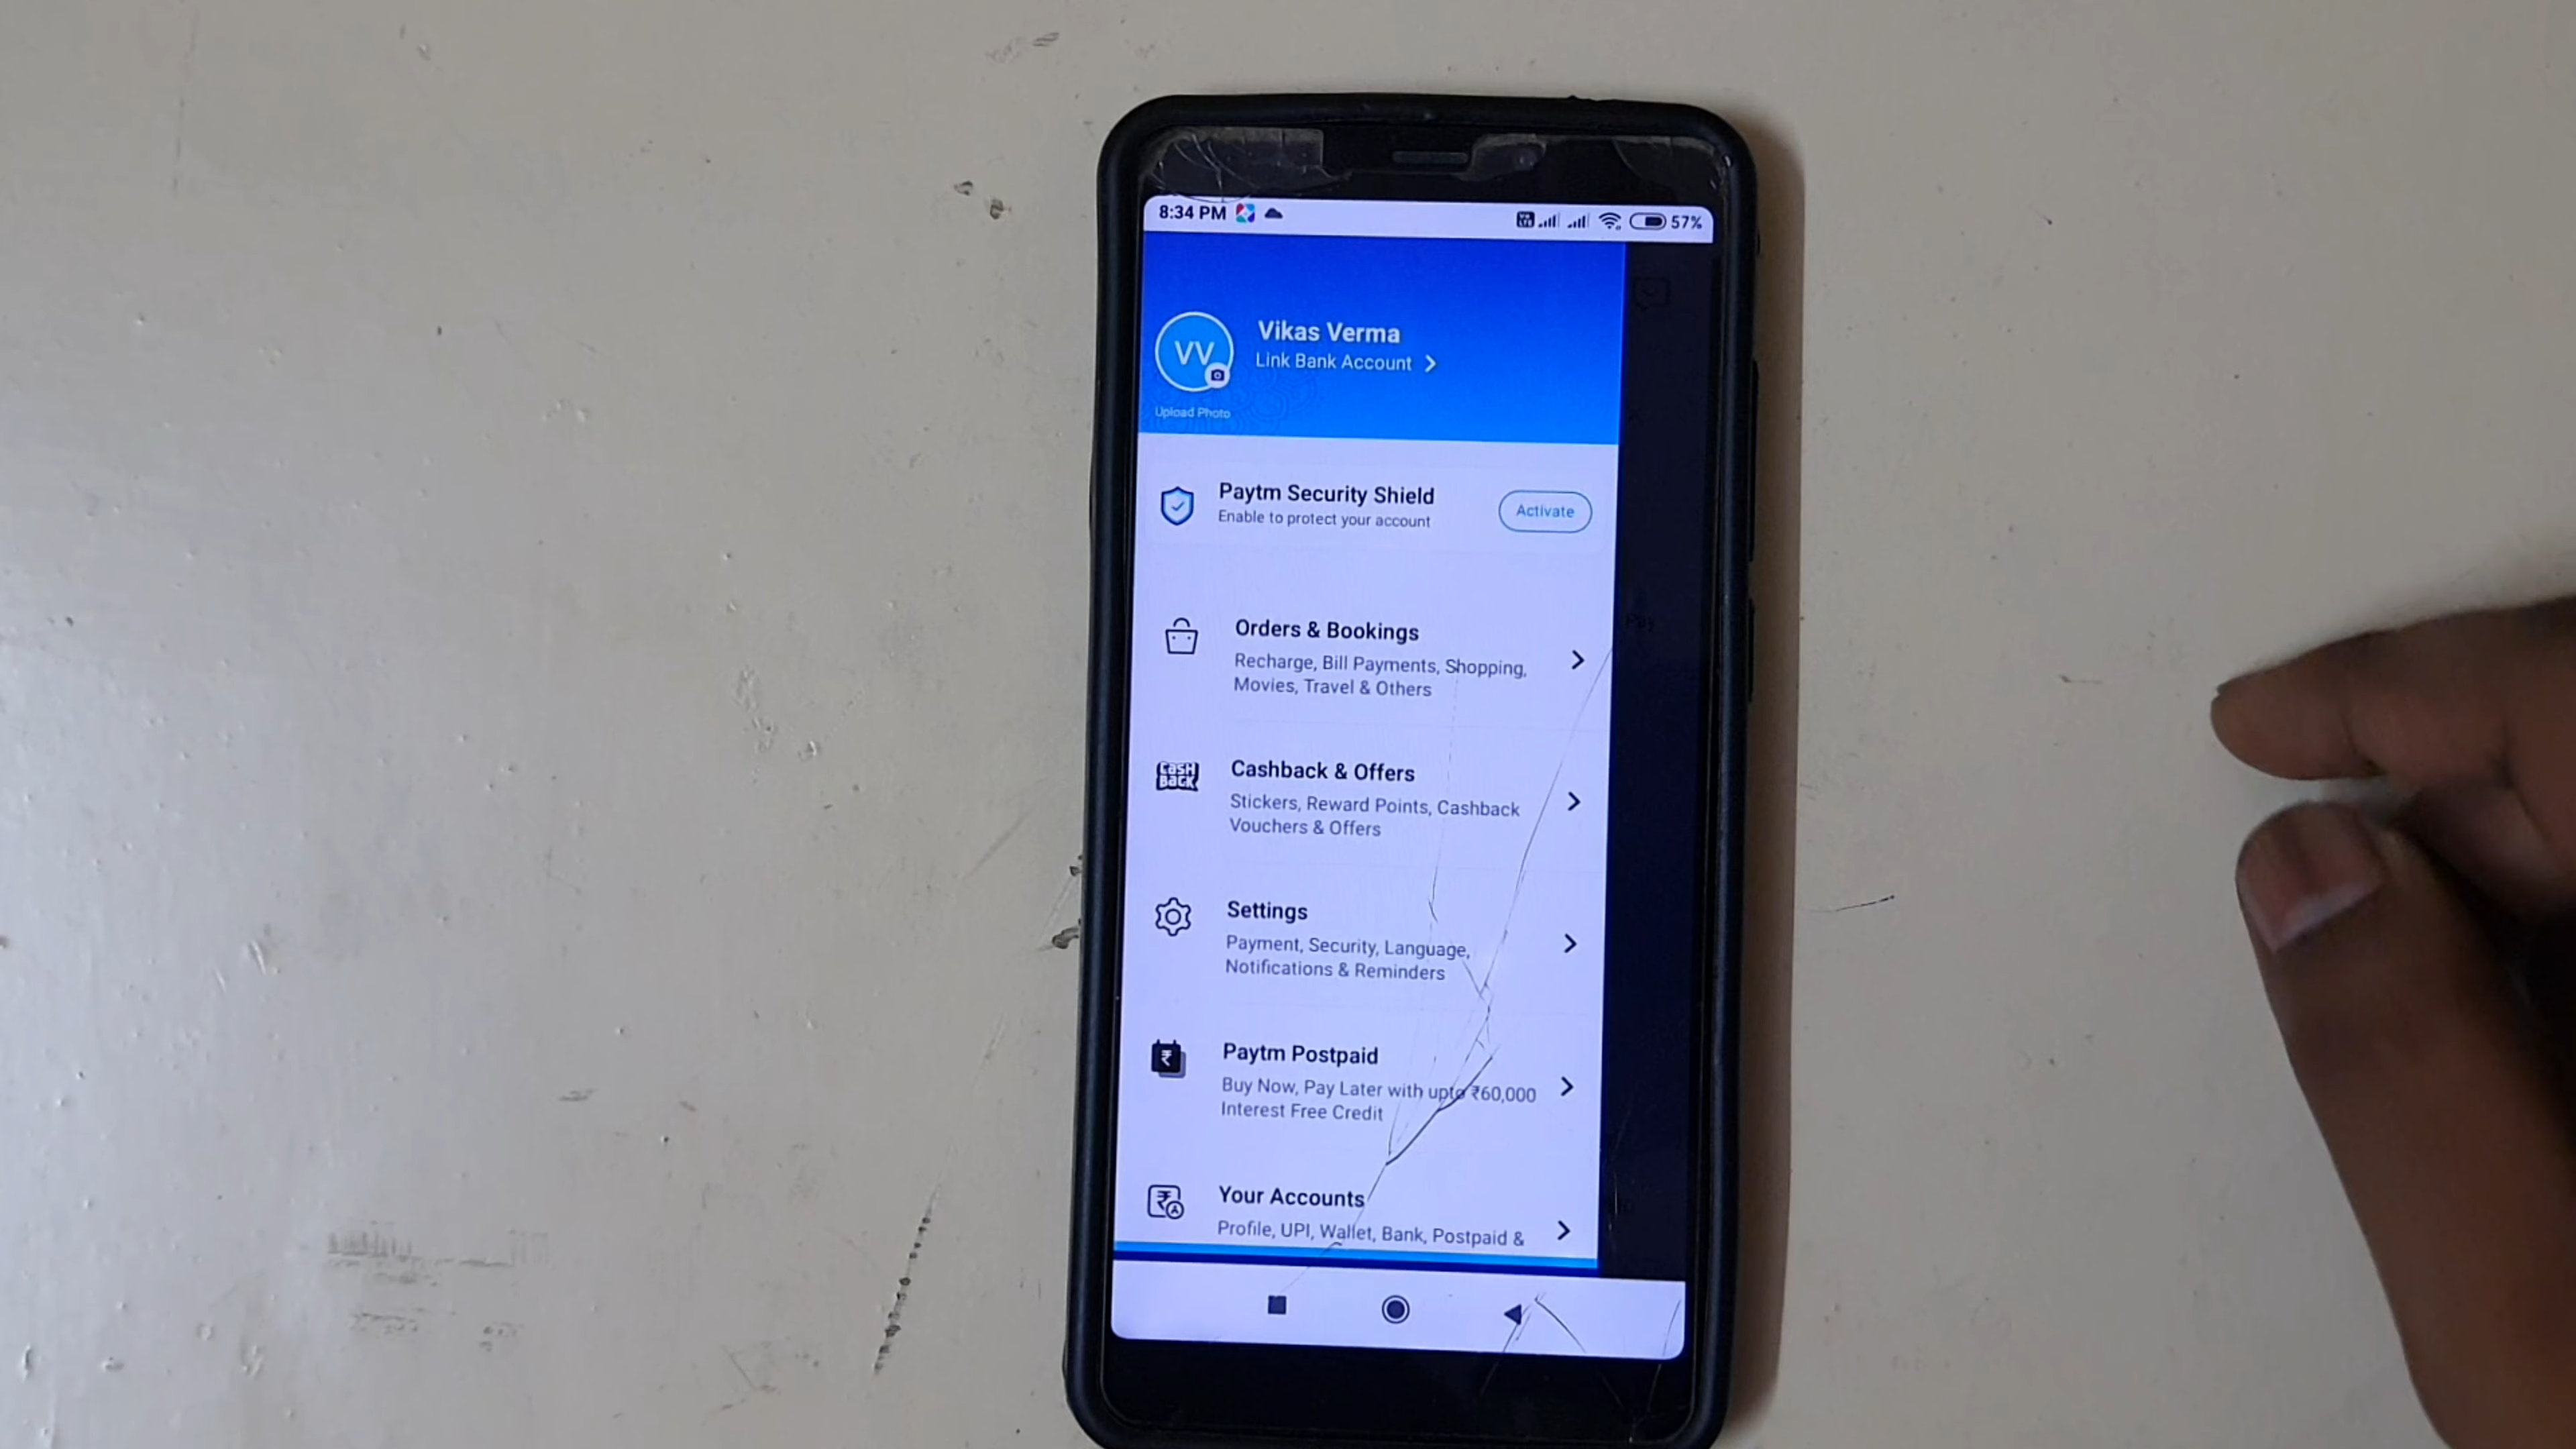 8:34 PM
57%
VV
Vikas Verma
Link Bank Account
Upload Photo
Paytm Security Shield
Enable to protect your account
Activate
Orders & Bookings
Recharge, Bill Payments, Shopping,
Movies, Travel & Others
CASH
BACK
Cashback & Offers
Stickers, Reward Points, Cashback
Vouchers & Offers
Settings
Payment, Security, Language,
Notifications & Reminders
Paytm Postpaid
Buy Now, Pay Later with upto ₹60,000
Interest Free Credit
Your Accounts
Profile, UPI, Wallet, Bank, Postpaid &
Pay